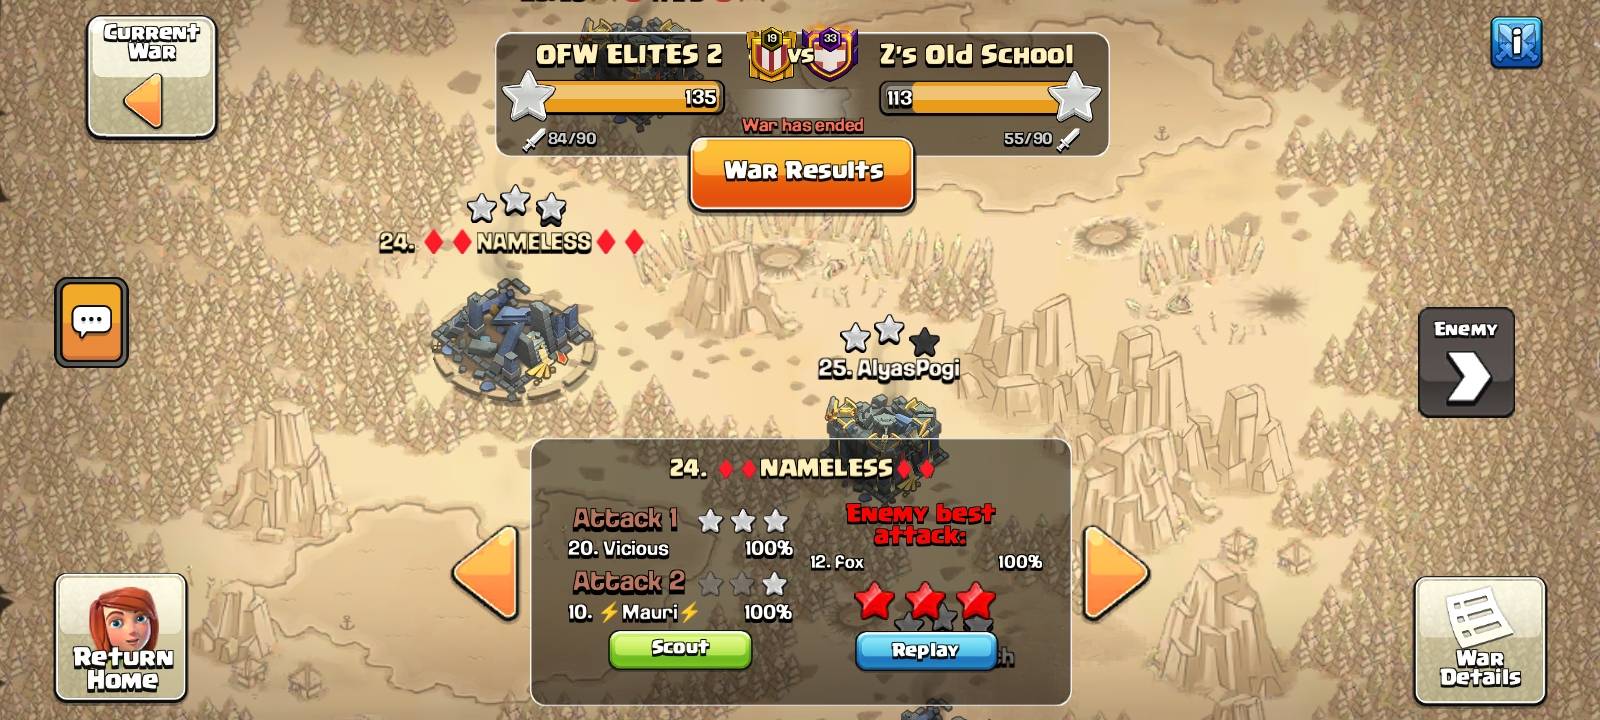 Current
War
OFW ELITES 2
19
vs
33
Z's Old School
135
113
War has ended
84/90
55/90
War Results
24. ♦♦NAMELESS♦♦
25. AlyasPogi
Enemy
24. ♦♦NAMELESS♦♦
Attack 1
20. Vicious 100%
Attack 2
10. ⚡Mauri⚡ 100%
Scout
Enemy best
attack:
12. Fox 100%
Replay
Return
Home
War
Details